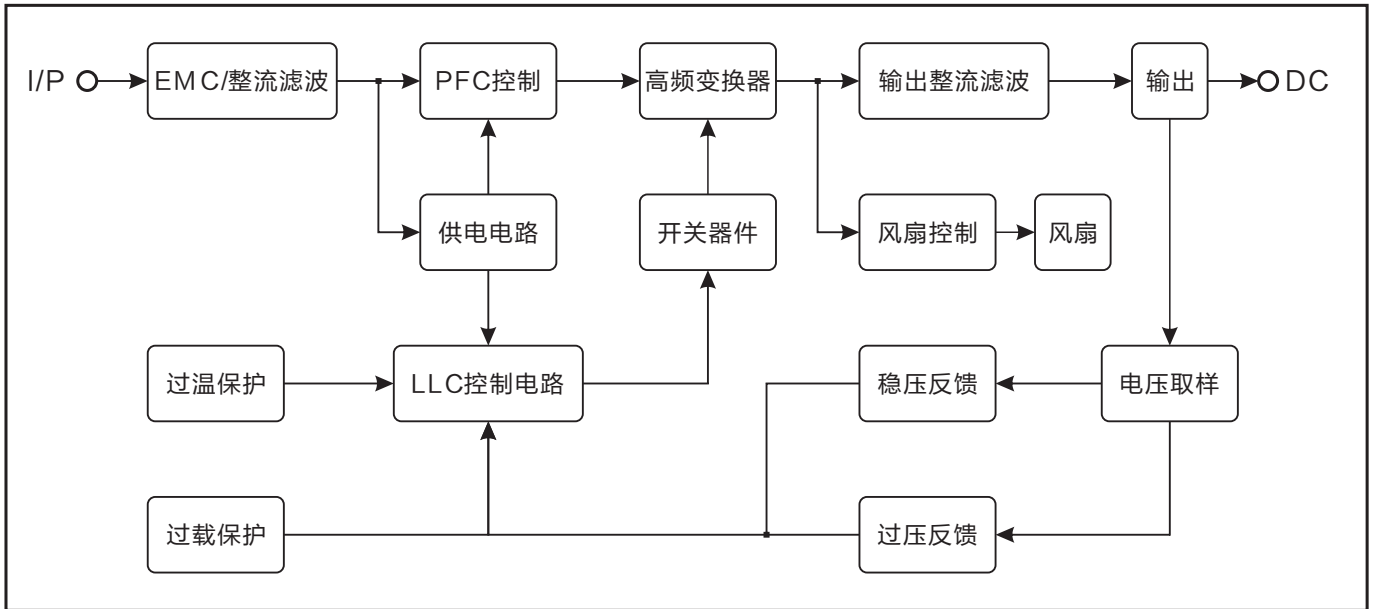 I/P
EMC/整流滤波
PFC控制
高频变换器
输出整流滤波
输出
DC
供电电路
开关器件
风扇控制
风扇
过温保护
LLC控制电路
稳压反馈
电压取样
过载保护
过压反馈